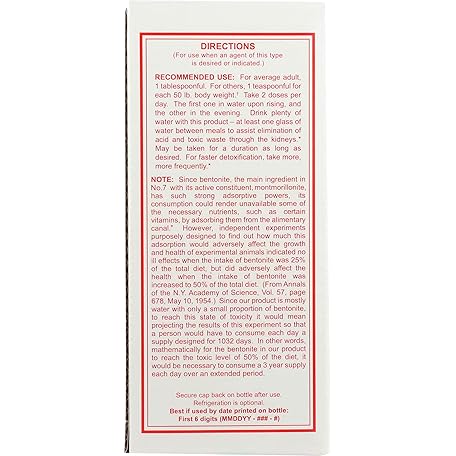 DIRECTIONS
(For use when an agent of this type
is desired or indicated.)
RECOMMENDED USE: For average adult,
1 tablespoonful. For others, 1 teaspoonful for
each 50 lb. body weight.† Take 2 doses per
day. The first one in water upon rising, and
the other in the evening. Drink plenty of
water with this product – at least one glass of
water between meals to assist elimination of
acid and toxic waste through the kidneys.*
May be taken for a duration as long as
desired. For faster detoxification, take more,
more frequently.*
NOTE: Since bentonite, the main ingredient in
No.7 with its active constituent, montmorillonite,
has such strong adsorptive powers, its
consumption could render unavailable some of
the necessary nutrients, such as certain
vitamins, by adsorbing them from the alimentary
canal.* However, independent experiments
purposely designed to find out how much this
adsorption would adversely affect the growth
and health of experimental animals indicated no
ill effects when the intake of bentonite was 25%
of the total diet, but did adversely affect the
health when the intake of bentonite was
increased to 50% of the total diet. (From Annals
of the N.Y. Academy of Science, Vol. 57, page
678, May 10, 1954.) Since our product is mostly
water with only a small proportion of bentonite,
to reach this state of toxicity it would mean
projecting the results of this experiment so that
a person would have to consume each day a
supply designed for 1032 days. In other words,
mathematically for the bentonite in our product
to reach the toxic level of 50% of the diet, it
would be necessary to consume a 3 year supply
each day over an extended period.
Secure cap back on bottle after use.
Refrigeration is optional.
Best if used by date printed on bottle:
First 6 digits (MMDDYY - ### - #)